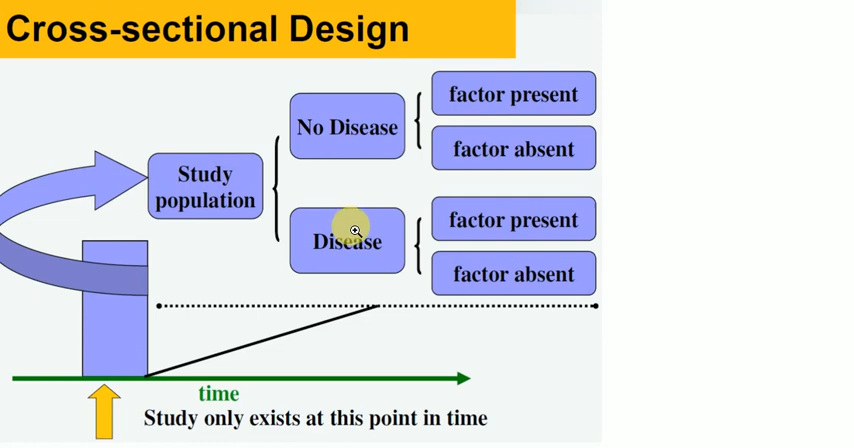 Cross-sectional Design
factor present
No Disease
factor absent
Study
population
factor present
Disease
factor absent
time
Study only exists at this point in time